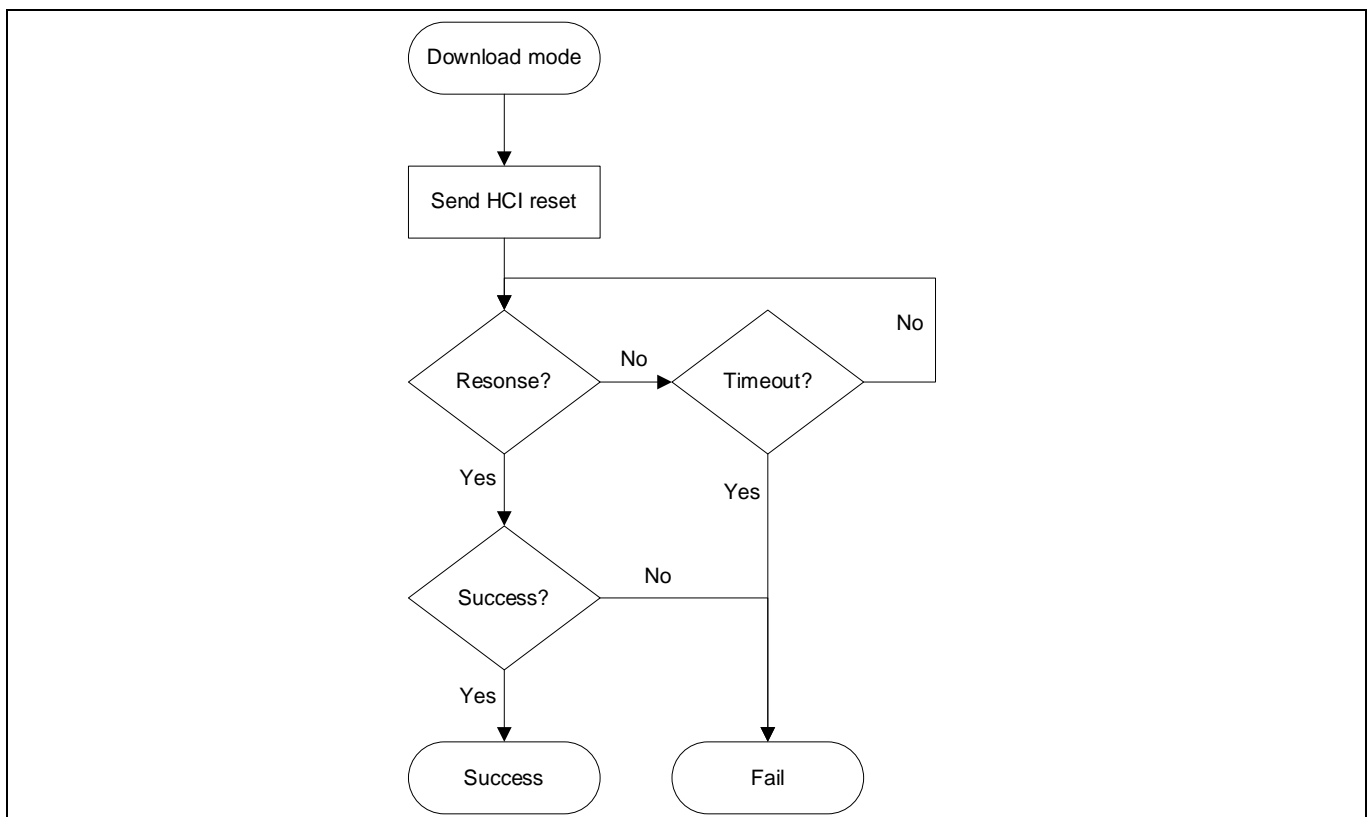 Download mode
Send HCI reset
No
No
Resonse?
Timeout?
Yes
Yes
No
Success?
Yes
Success
Fail